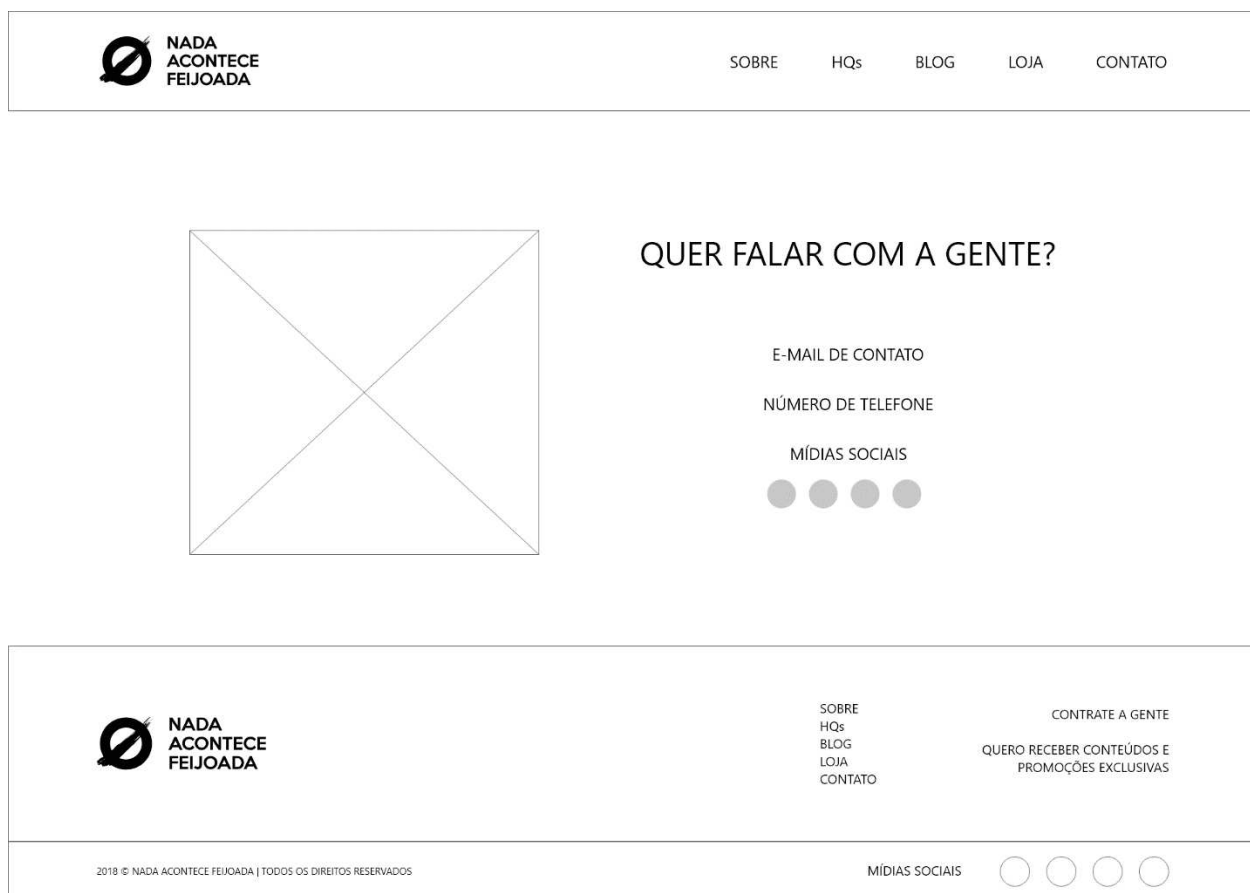 NADA
ACONTECE
FEIJOADA
SOBRE HQs BLOG LOJA CONTATO
QUER FALAR COM A GENTE?
E-MAIL DE CONTATO
NÚMERO DE TELEFONE
MÍDIAS SOCIAIS
NADA
ACONTECE
FEIJOADA
SOBRE
HQs
BLOG
LOJA
CONTATO
CONTRATE A GENTE
QUERO RECEBER CONTEÚDOS E
PROMOÇÕES EXCLUSIVAS
2018 © NADA ACONTECE FEIJOADA | TODOS OS DIREITOS RESERVADOS
MÍDIAS SOCIAIS